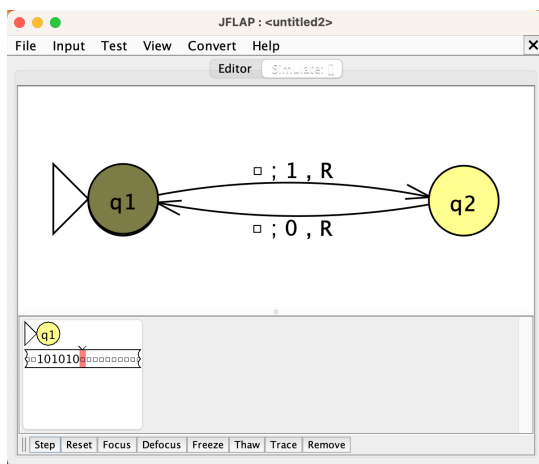 JFLAP : <untitled2>
File Input Test View Convert Help
Editor Simulate: []
□ ; 1 , R
q1
q2
□ ; 0 , R
q1
□□101010□□□□□□□□□
Step Reset Focus Defocus Freeze Thaw Trace Remove